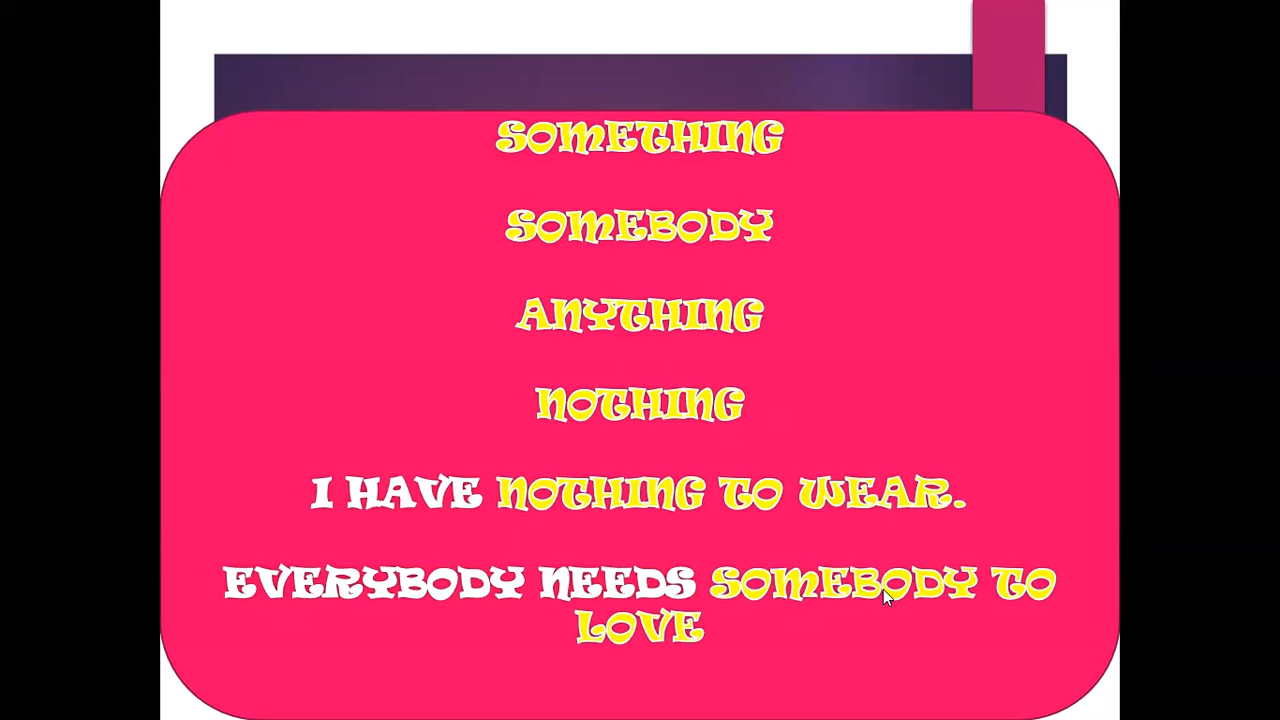 SOMETHING
SOMEBODY
ANYTHING
NOTHING
I HAVE NOTHING TO WEAR.
EVERYBODY NEEDS SOMEBODY TO
LOVE